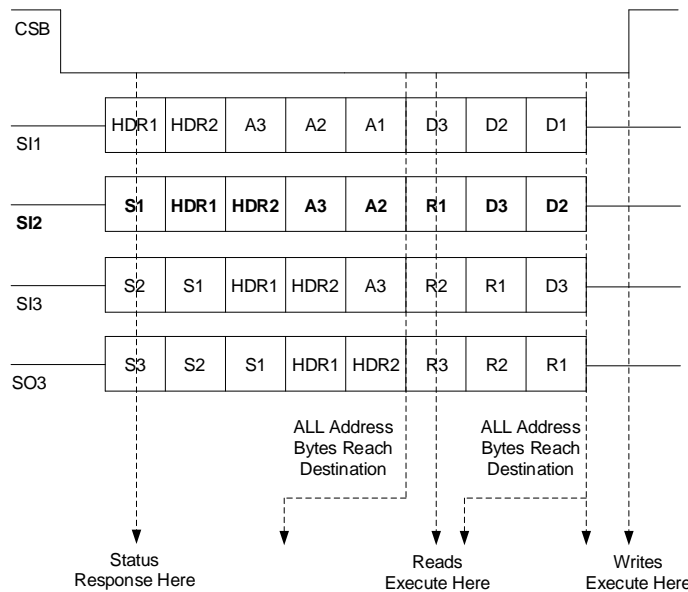 CSB
HDR1 HDR2 A3 A2 A1 D3 D2 D1
SI1
S1 HDR1 HDR2 A3 A2 R1 D3 D2
SI2
S2 S1 HDR1 HDR2 A3 R2 R1 D3
SI3
S3 S2 S1 HDR1 HDR2 R3 R2 R1
SO3
ALL Address
Bytes Reach
Destination
ALL Address
Bytes Reach
Destination
Status
Response Here
Reads
Execute Here
Writes
Execute Here